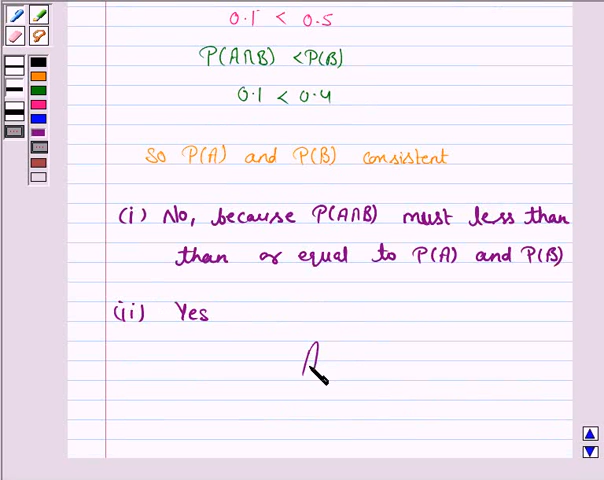 0.1 < 0.5
P(A∩B) < P(B)
0.1 < 0.4
So P(A) and P(B) consistent
(i) No, because P(A∩B) must less than
than or equal to P(A) and P(B)
(ii) Yes